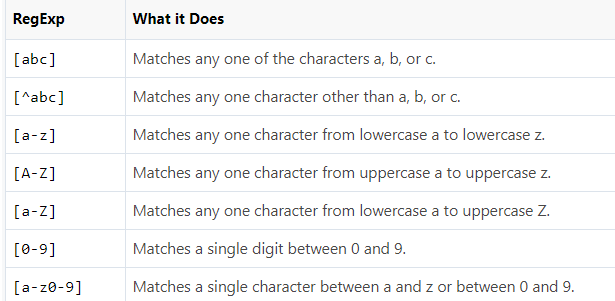 RegExp What it Does
[abc] Matches any one of the characters a, b, or c.
[^abc] Matches any one character other than a, b, or c.
[a-z] Matches any one character from lowercase a to lowercase z.
[A-Z] Matches any one character from uppercase a to uppercase z.
[a-Z] Matches any one character from lowercase a to uppercase Z.
[0-9] Matches a single digit between 0 and 9.
[a-z0-9] Matches a single character between a and z or between 0 and 9.